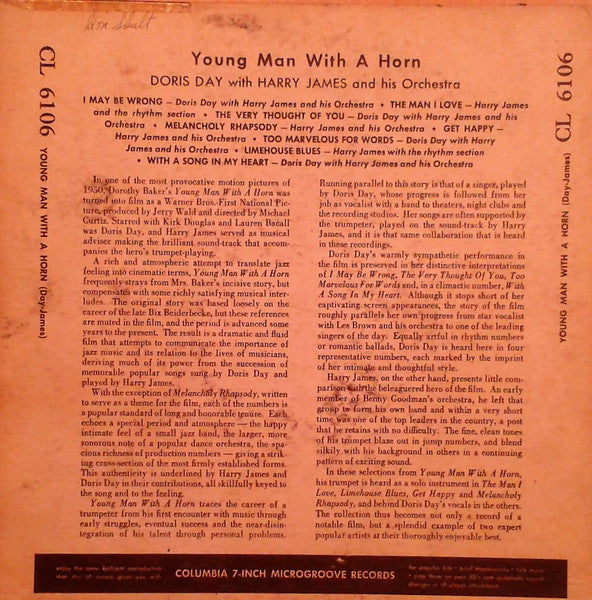 Don
CL 6106
YOUNG MAN WITH A HORN (Day-James)
Young Man With A Horn
DORIS DAY with HARRY JAMES and his Orchestra
I MAY BE WRONG — Doris Day with Harry James and his Orchestra • THE MAN I LOVE — Harry James
and the rhythm section • THE VERY THOUGHT OF YOU — Doris Day with Harry James and his
Orchestra • MELANCHOLY RHAPSODY — Harry James and his Orchestra • GET HAPPY —
Harry James and his Orchestra • TOO MARVELOUS FOR WORDS — Doris Day with Harry
James and his Orchestra • LIMEHOUSE BLUES — Harry James with the rhythm section
• WITH A SONG IN MY HEART — Doris Day with Harry James and his Orchestra
In one of the most provocative motion pictures of
1950, Dorothy Baker's Young Man With A Horn was
turned into film as a Warner Bros.-First National Pic-
ture, produced by Jerry Wald and directed by Michael
Curtiz. Starred with Kirk Douglas and Lauren Bacall
was Doris Day, and Harry James served as musical
adviser making the brilliant sound-track that accom-
panies the hero's trumpet-playing.
A rich and atmospheric attempt to translate jazz
feeling into cinematic terms, Young Man With A Horn
frequently strays from Mrs. Baker's incisive story, but
compensates with some richly satisfying musical inter-
ludes. The original story was based loosely on the
career of the late Bix Beiderbecke, but these references
are muted in the film, and the period is advanced some
years to the present. The result is a dramatic and fluid
film that attempts to communicate the importance of
jazz music and its relation to the lives of musicians,
deriving much of its power from the succession of
memorable popular songs sung by Doris Day and
played by Harry James.
With the exception of Melancholy Rhapsody, written
to serve as a theme for the film, each of the numbers is
a popular standard of long and honorable tenure. Each
echoes a special period and atmosphere — the happy
intimate feel of a small jazz band, the larger, more
sonorous note of a popular dance orchestra, the spa-
cious richness of production numbers — giving a strik-
ing cross-section of the most firmly established forms.
This authenticity is underlined by Harry James and
Doris Day in their contributions, all skillfully keyed to
the song and to the feeling.
Young Man With A Horn traces the career of a
trumpeter from his first encounter with music through
early struggles, eventual success and the near-disin-
tegration of his talent through personal problems.
Running parallel to this story is that of a singer, played
by Doris Day, whose progress is followed from her
job as vocalist with a band to theaters, night clubs and
the recording studios. Her songs are often supported by
the trumpeter, played on the sound-track by Harry
James, and it is that same collaboration that is heard
in these recordings.
Doris Day's warmly sympathetic performance in
the film is preserved in her distinctive interpretations
of I May Be Wrong, The Very Thought Of You, Too
Marvelous For Words and, in a climactic number, With
A Song In My Heart. Although it stops short of her
captivating screen appearances, the story of the film
roughly parallels her own progress from star vocalist
with Les Brown and his orchestra to one of the leading
singers of the day. Equally artful in rhythm numbers
or romantic ballads, Doris Day is heard here in four
representative numbers, each marked by the imprint
of her intimate and thoughtful style.
Harry James, on the other hand, presents little com-
parison with the beleaguered hero of the film. An early
member of Benny Goodman's orchestra, he left that
group to form his own band and within a very short
time was one of the top leaders in the country, a post
that he retains with no difficulty. The fine, clean tones
of his trumpet blaze out in jump numbers, and blend
silkily with his background in others in a continuing
pattern of exciting sound.
In these selections from Young Man With A Horn,
his trumpet is heard as a solo instrument in The Man I
Love, Limehouse Blues, Get Happy and Melancholy
Rhapsody, and behind Doris Day's vocals in the others.
The collection thus becomes not only a record of a
notable film, but a splendid example of two expert
popular artists at their thoroughly enjoyable best.
CL 6106
YOUNG MAN WITH A HORN (Day-James)
enjoy the same brilliant reproduction
that this LP record gives you with
COLUMBIA 7-INCH MICROGROOVE RECORDS
for popular hits • brief masterworks • folk music
• play them on your 33⅓ rpm automatic record
changer or LP player attachment